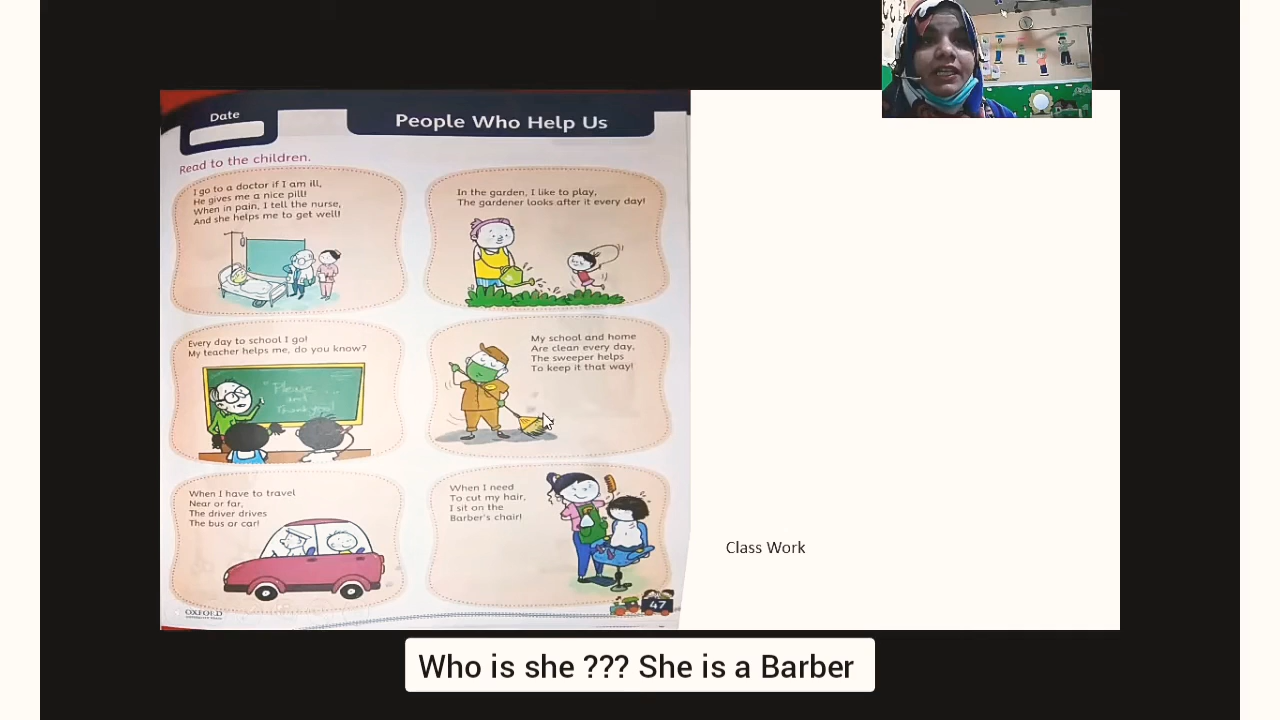 Date
People Who Help Us
Read to the children.
I go to a doctor if I am ill,
He gives me a nice pill!
When in pain, I tell the nurse,
And she helps me to get well!
In the garden, I like to play,
The gardener looks after it every day!
Every day to school I go!
My teacher helps me, do you know?
"Please
and
Thank you!
My school and home
Are clean every day,
The sweeper helps
To keep it that way!
When I have to travel
Near or far,
The driver drives
The bus or car!
When I need
To cut my hair,
I sit on the
Barber's chair!
OXFORD
47
Class Work
Who is she ??? She is a Barber